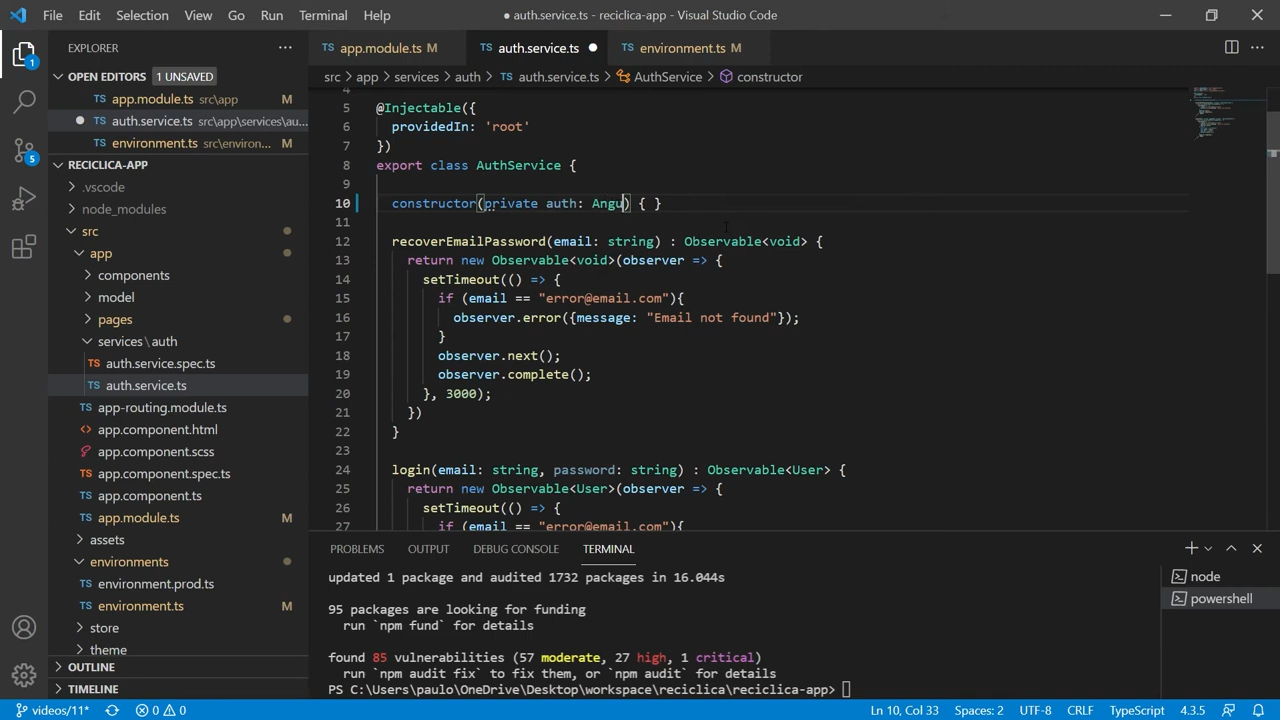 File Edit Selection View Go Run Terminal Help
● auth.service.ts - reciclica-app - Visual Studio Code
EXPLORER
OPEN EDITORS 1 UNSAVED
TS app.module.ts src\app M
TS auth.service.ts src\app\services\au...
TS environment.ts src\environ... M
RECICLICA-APP
.vscode
node_modules
src
app
components
model
pages
services\auth
TS auth.service.spec.ts
TS auth.service.ts
TS app-routing.module.ts
<> app.component.html
app.component.scss
TS app.component.spec.ts
TS app.component.ts
TS app.module.ts M
assets
environments
TS environment.prod.ts
TS environment.ts M
store
theme
OUTLINE
TIMELINE
1
5
TS app.module.ts M TS auth.service.ts ● TS environment.ts M
src > app > services > auth > TS auth.service.ts > AuthService > constructor
4
5 @Injectable({
6 providedIn: 'root'
7 })
8 export class AuthService {
9
10 constructor(private auth: Angu) { }
11
12 recoverEmailPassword(email: string) : Observable<void> {
13 return new Observable<void>(observer => {
14 setTimeout(() => {
15 if (email == "error@email.com"){
16 observer.error({message: "Email not found"});
17 }
18 observer.next();
19 observer.complete();
20 }, 3000);
21 })
22 }
23
24 login(email: string, password: string) : Observable<User> {
25 return new Observable<User>(observer => {
26 setTimeout(() => {
27 if (email == "error@email.com"){
PROBLEMS OUTPUT DEBUG CONSOLE TERMINAL
updated 1 package and audited 1732 packages in 16.044s
95 packages are looking for funding
run `npm fund` for details
found 85 vulnerabilities (57 moderate, 27 high, 1 critical)
run `npm audit fix` to fix them, or `npm audit` for details
PS C:\Users\paulo\OneDrive\Desktop\workspace\reciclica\reciclica-app>
node
powershell
videos/11* 0 0 Ln 10, Col 33 Spaces: 2 UTF-8 CRLF TypeScript 4.3.5